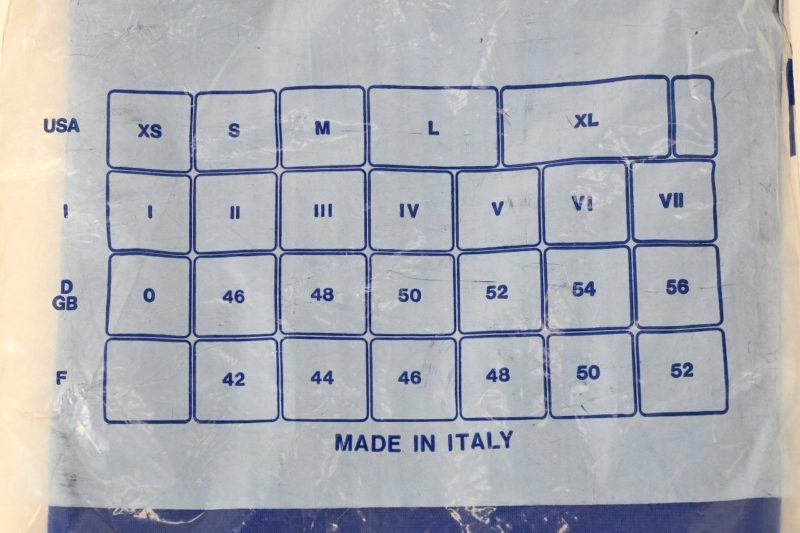 USA XS S M L XL
I I II III IV V VI VII
D GB 0 46 48 50 52 54 56
F 42 44 46 48 50 52
MADE IN ITALY